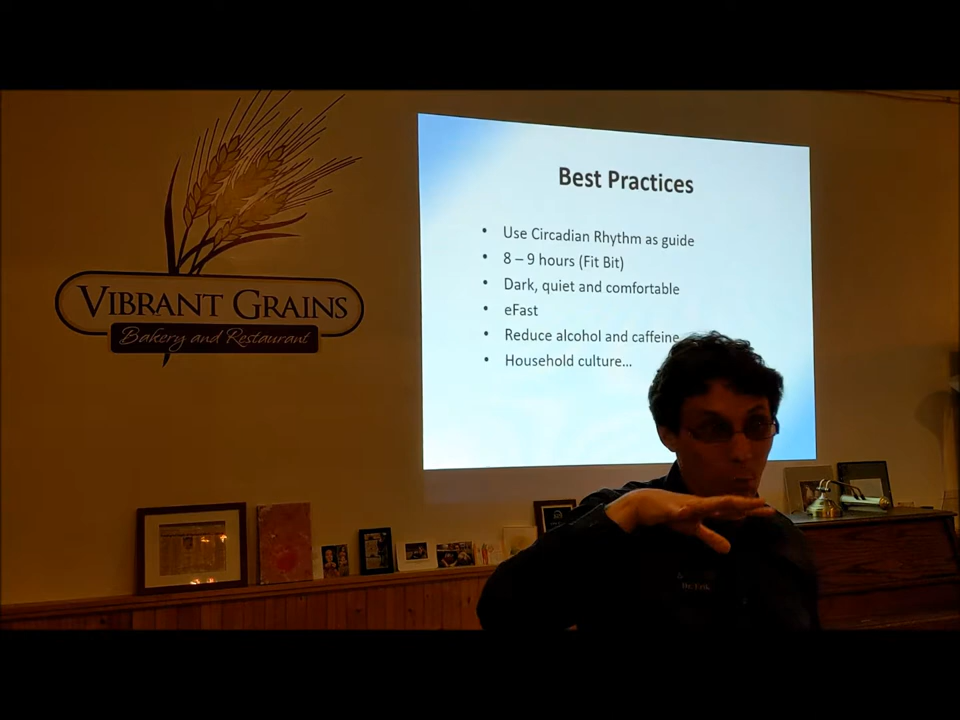 VIBRANT GRAINS
Bakery and Restaurant
Best Practices
• Use Circadian Rhythm as guide
• 8 – 9 hours (Fit Bit)
• Dark, quiet and comfortable
• eFast
• Reduce alcohol and caffeine
• Household culture...